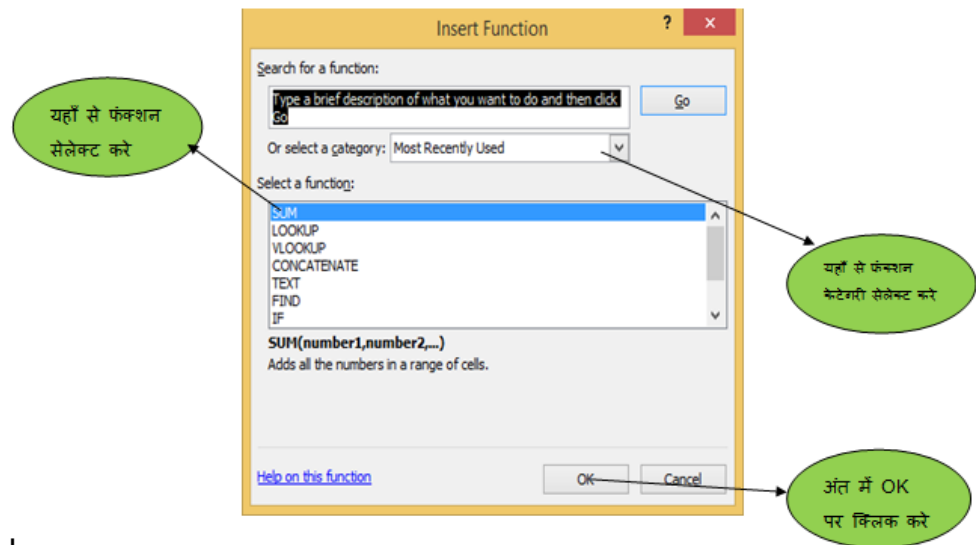 Insert Function
? x
Search for a function:
Type a brief description of what you want to do and then click
Go
Go
Or select a category: Most Recently Used
Select a function:
SUM
LOOKUP
VLOOKUP
CONCATENATE
TEXT
FIND
IF
SUM(number1,number2,...)
Adds all the numbers in a range of cells.
Help on this function
OK
Cancel
यहाँ से फंक्शन
सेलेक्ट करे
यहाँ से फंक्शन
केटेगरी सेलेक्ट करे
अंत में OK
पर क्लिक करे